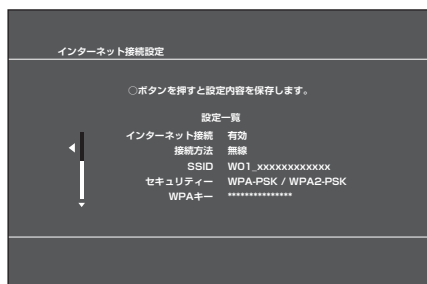 インターネット接続設定
○ボタンを押すと設定内容を保存します。
設定一覧
インターネット接続 有効
接続方法 無線
SSID W01_xxxxxxxxxxxx
セキュリティー WPA-PSK / WPA2-PSK
WPAキー ***************